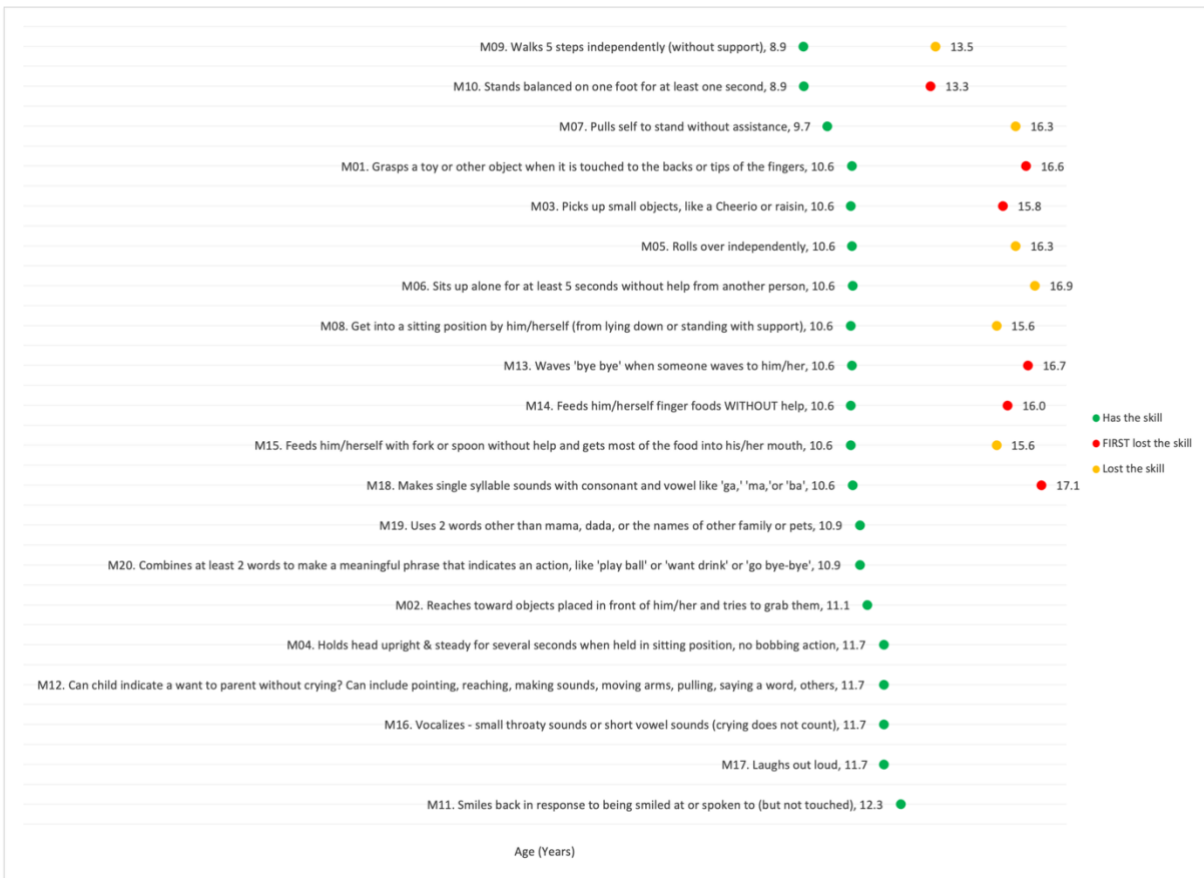 M09. Walks 5 steps independently (without support), 8.9 13.5
M10. Stands balanced on one foot for at least one second, 8.9 13.3
M07. Pulls self to stand without assistance, 9.7 16.3
M01. Grasps a toy or other object when it is touched to the backs or tips of the fingers, 10.6 16.6
M03. Picks up small objects, like a Cheerio or raisin, 10.6 15.8
M05. Rolls over independently, 10.6 16.3
M06. Sits up alone for at least 5 seconds without help from another person, 10.6 16.9
M08. Get into a sitting position by him/herself (from lying down or standing with support), 10.6 15.6
M13. Waves 'bye bye' when someone waves to him/her, 10.6 16.7
M14. Feeds him/herself finger foods WITHOUT help, 10.6 16.0
M15. Feeds him/herself with fork or spoon without help and gets most of the food into his/her mouth, 10.6 15.6
M18. Makes single syllable sounds with consonant and vowel like 'ga,' 'ma,'or 'ba', 10.6 17.1
M19. Uses 2 words other than mama, dada, or the names of other family or pets, 10.9
M20. Combines at least 2 words to make a meaningful phrase that indicates an action, like 'play ball' or 'want drink' or 'go bye-bye', 10.9
M02. Reaches toward objects placed in front of him/her and tries to grab them, 11.1
M04. Holds head upright & steady for several seconds when held in sitting position, no bobbing action, 11.7
M12. Can child indicate a want to parent without crying? Can include pointing, reaching, making sounds, moving arms, pulling, saying a word, others, 11.7
M16. Vocalizes - small throaty sounds or short vowel sounds (crying does not count), 11.7
M17. Laughs out loud, 11.7
M11. Smiles back in response to being smiled at or spoken to (but not touched), 12.3
Age (Years)
Has the skill
FIRST lost the skill
Lost the skill